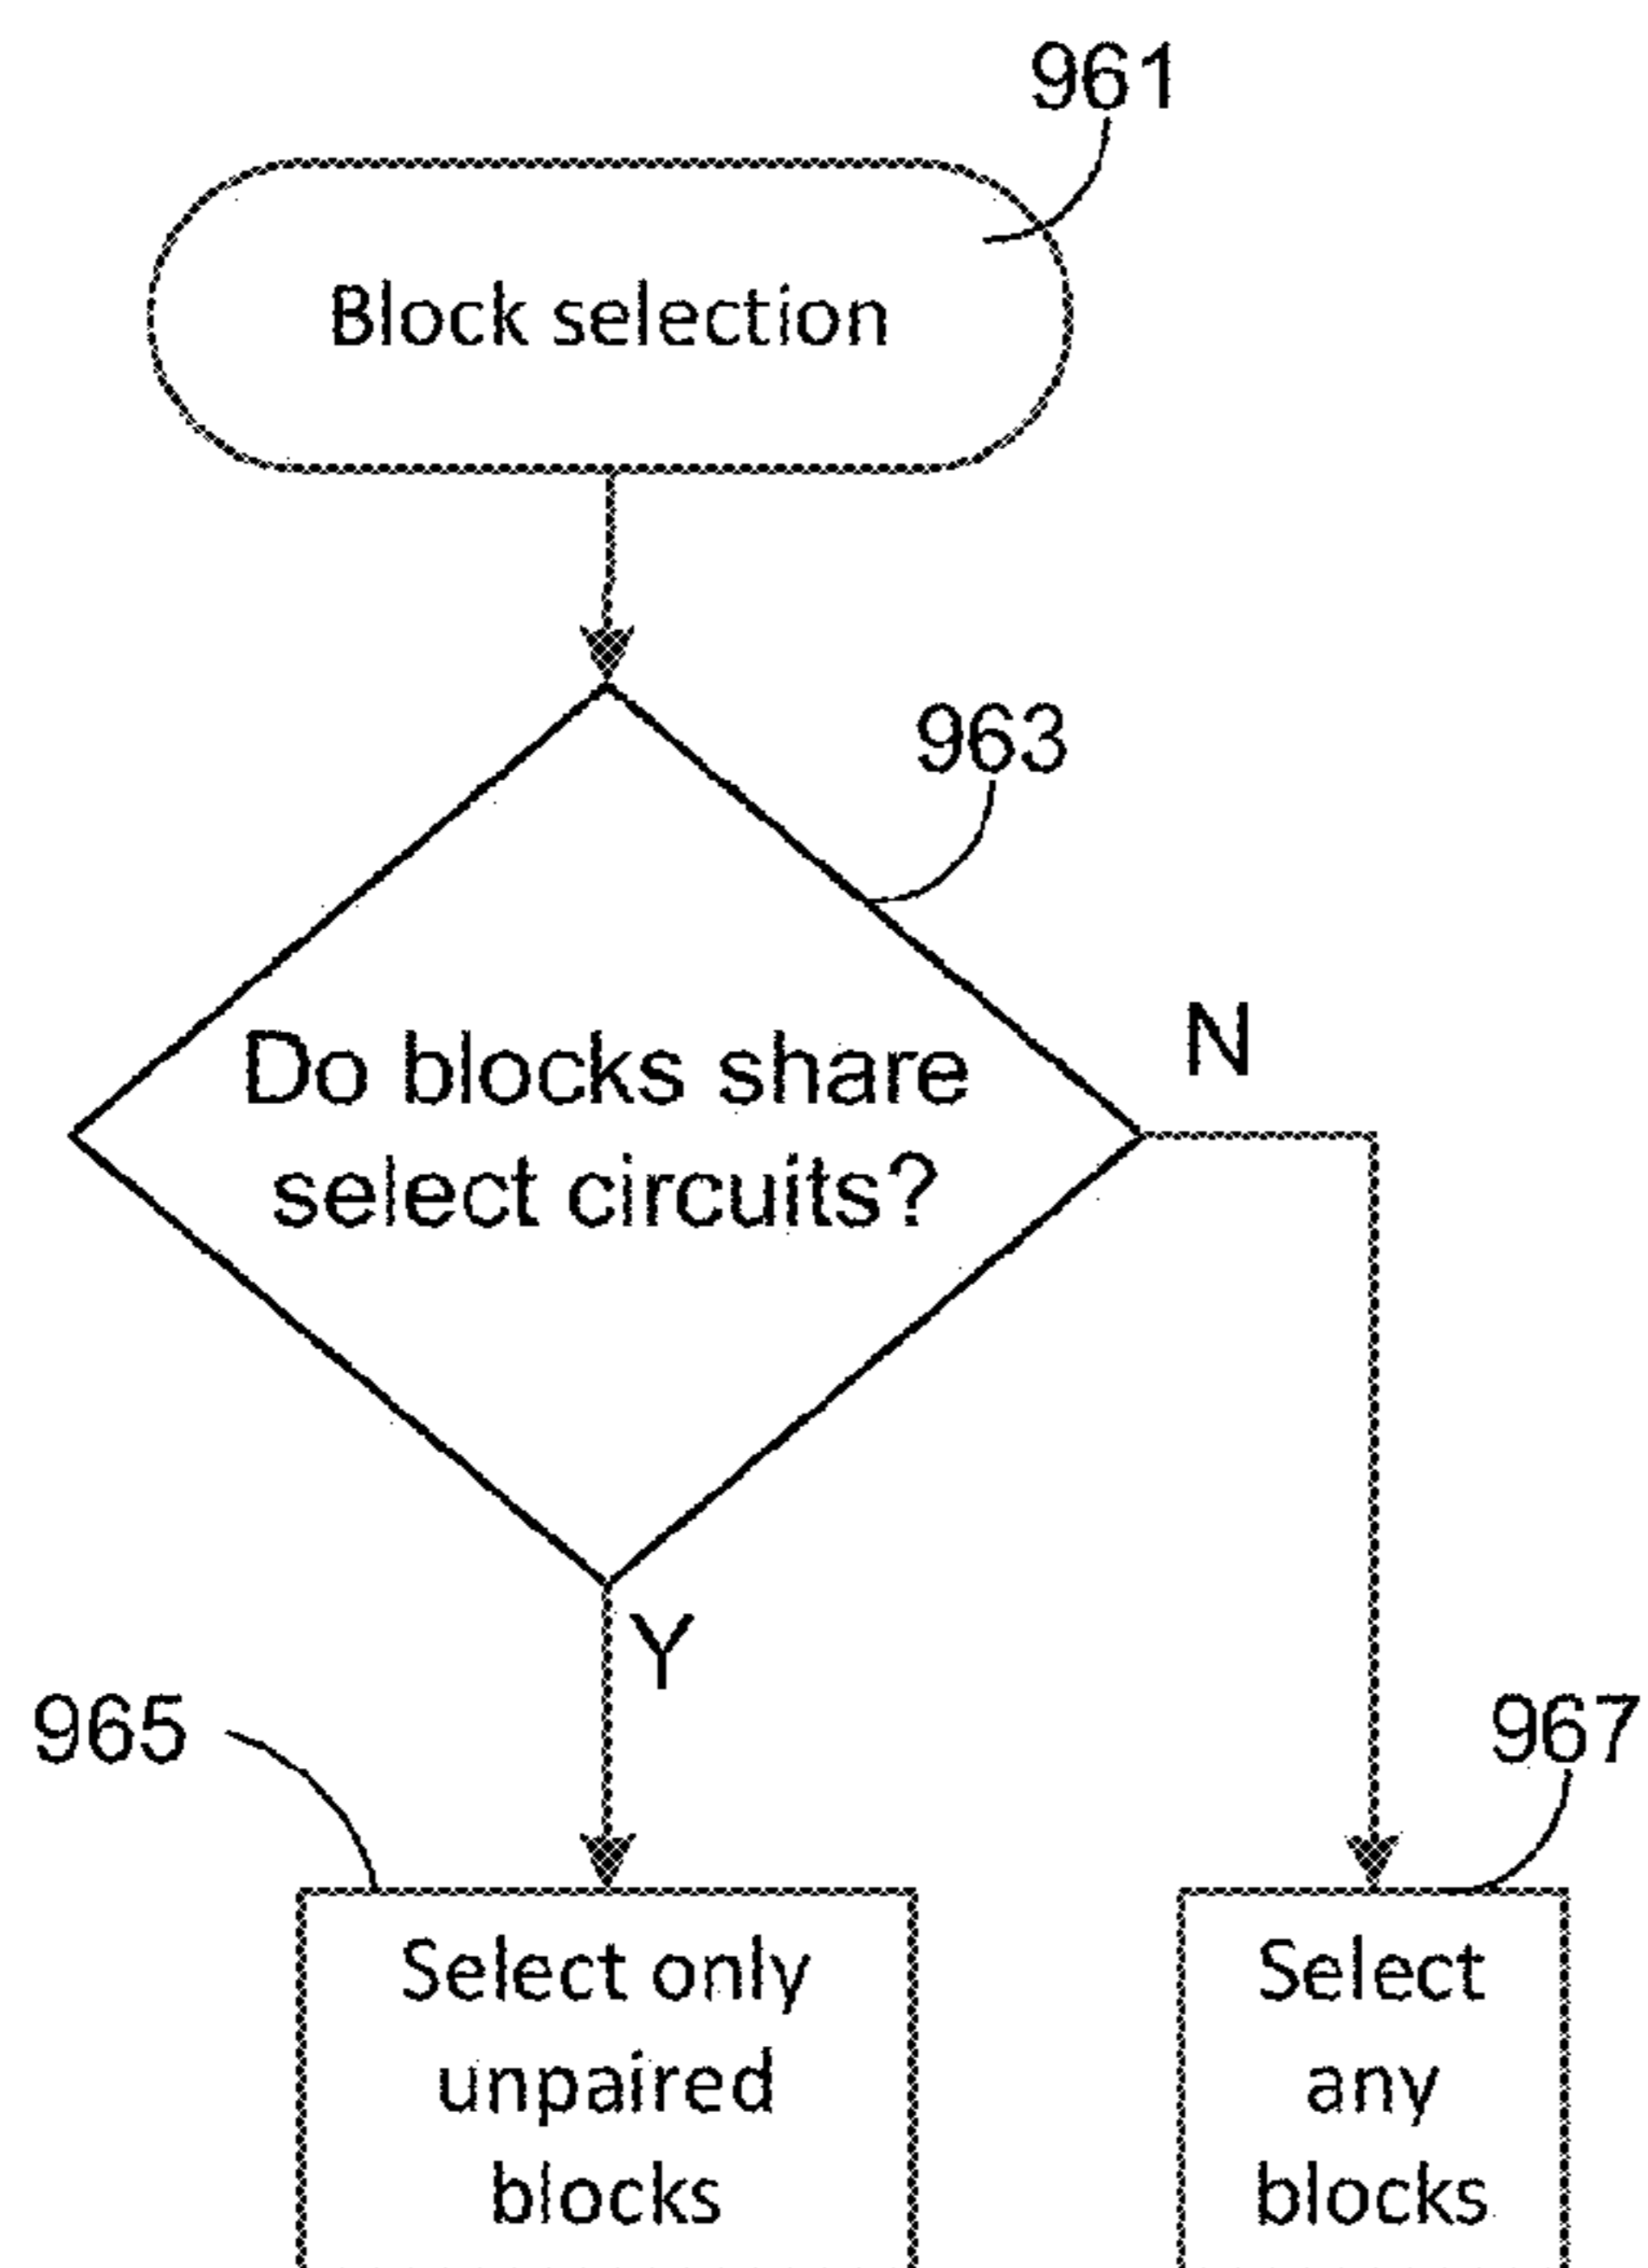 961
Block selection
963
Do blocks share
select circuits?
N
Y
965
967
Select only
unpaired
blocks
Select
any
blocks